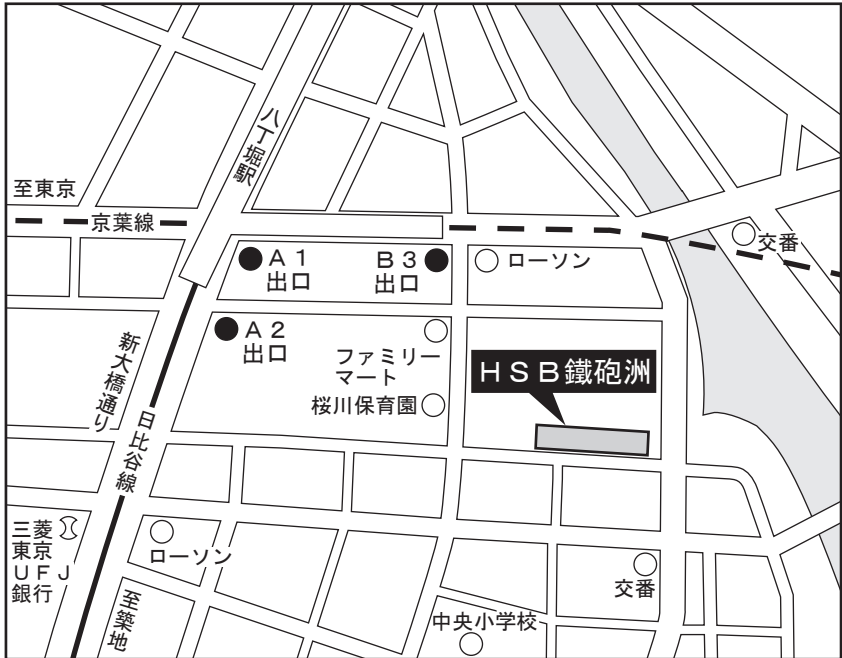 八丁堀駅
至東京
京葉線
交番
A1
出口
B3
出口
ローソン
A2
出口
ファミリー
マート
HSB鐵砲洲
新大橋通り
桜川保育園
日比谷線
三菱
東京
UFJ
銀行
ローソン
交番
至築地
中央小学校